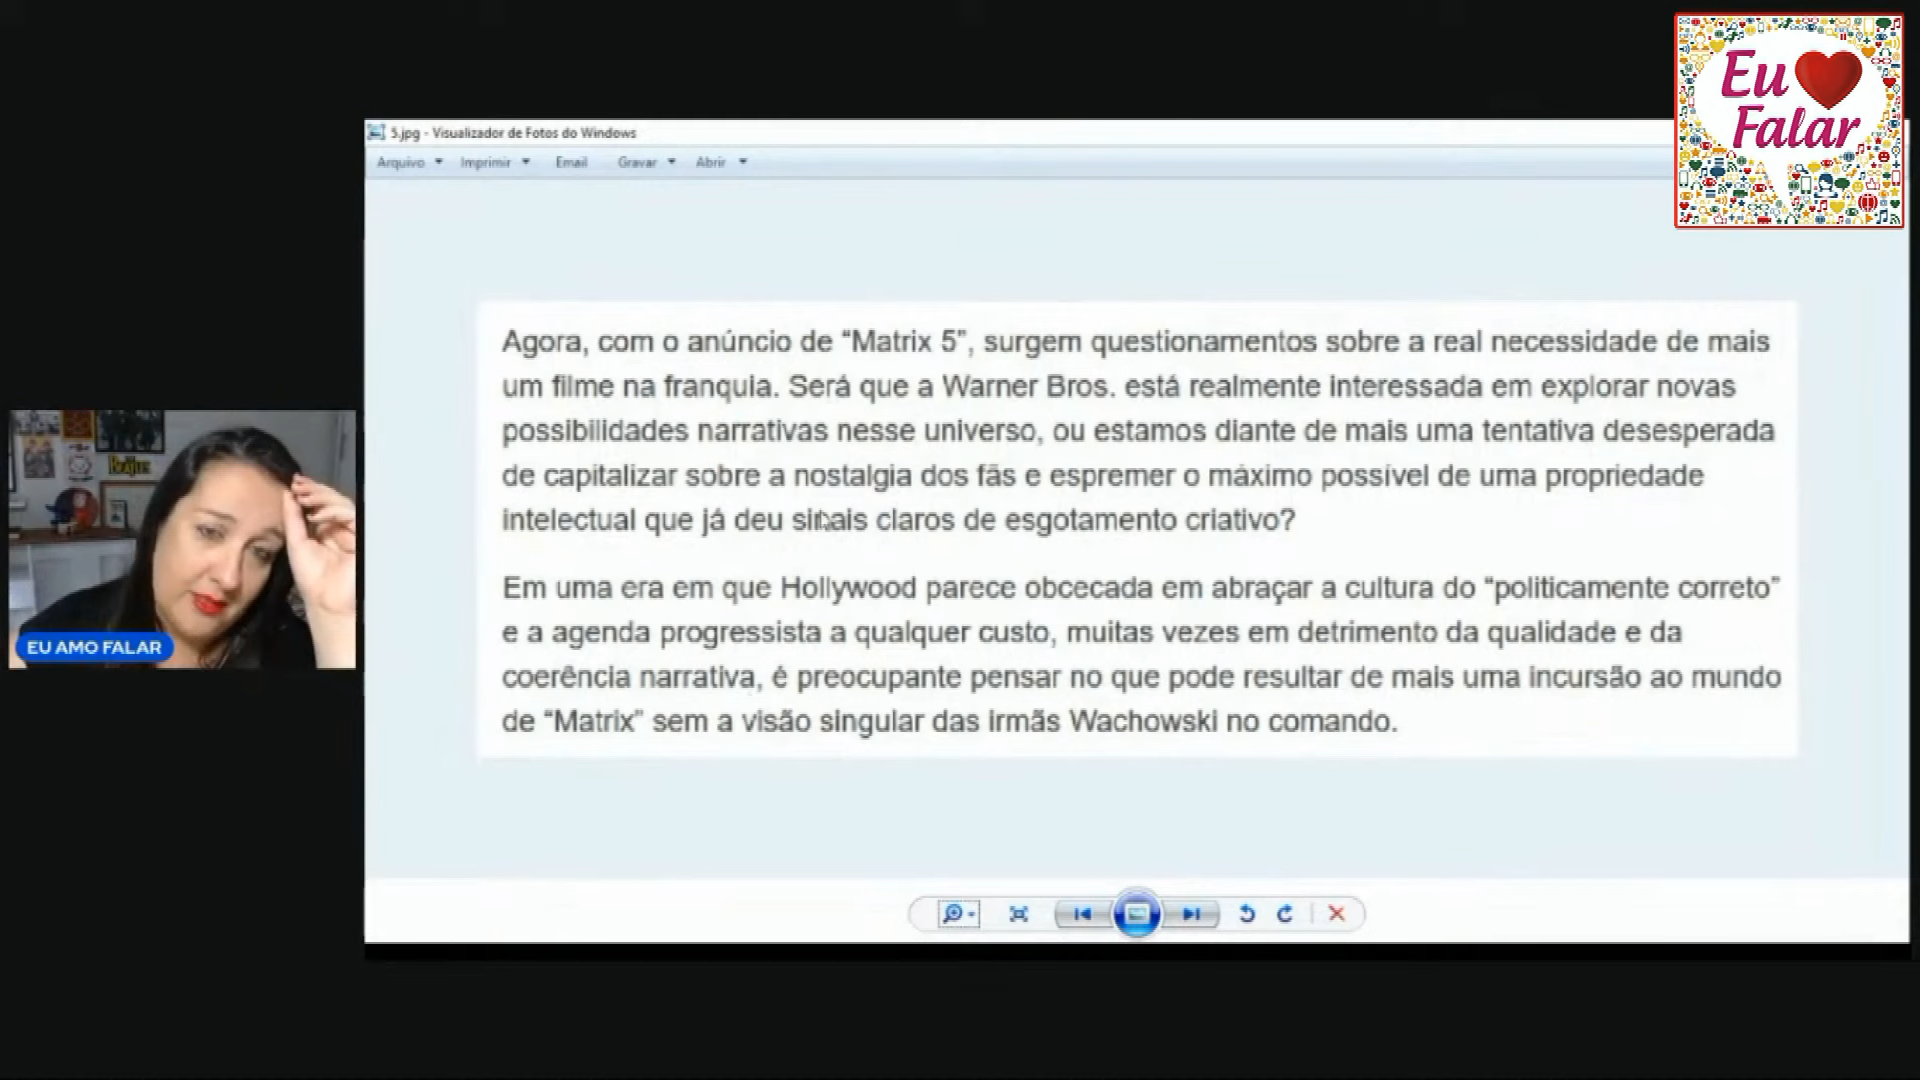 Eu
Falar
5.jpg - Visualizador de Fotos do Windows
Arquivo Imprimir Email Gravar Abrir
Agora, com o anúncio de “Matrix 5”, surgem questionamentos sobre a real necessidade de mais
um filme na franquia. Será que a Warner Bros. está realmente interessada em explorar novas
possibilidades narrativas nesse universo, ou estamos diante de mais uma tentativa desesperada
de capitalizar sobre a nostalgia dos fãs e espremer o máximo possível de uma propriedade
intelectual que já deu sinais claros de esgotamento criativo?
Em uma era em que Hollywood parece obcecada em abraçar a cultura do “politicamente correto”
e a agenda progressista a qualquer custo, muitas vezes em detrimento da qualidade e da
coerência narrativa, é preocupante pensar no que pode resultar de mais uma incursão ao mundo
de “Matrix” sem a visão singular das irmãs Wachowski no comando.
Beatles
EU AMO FALAR